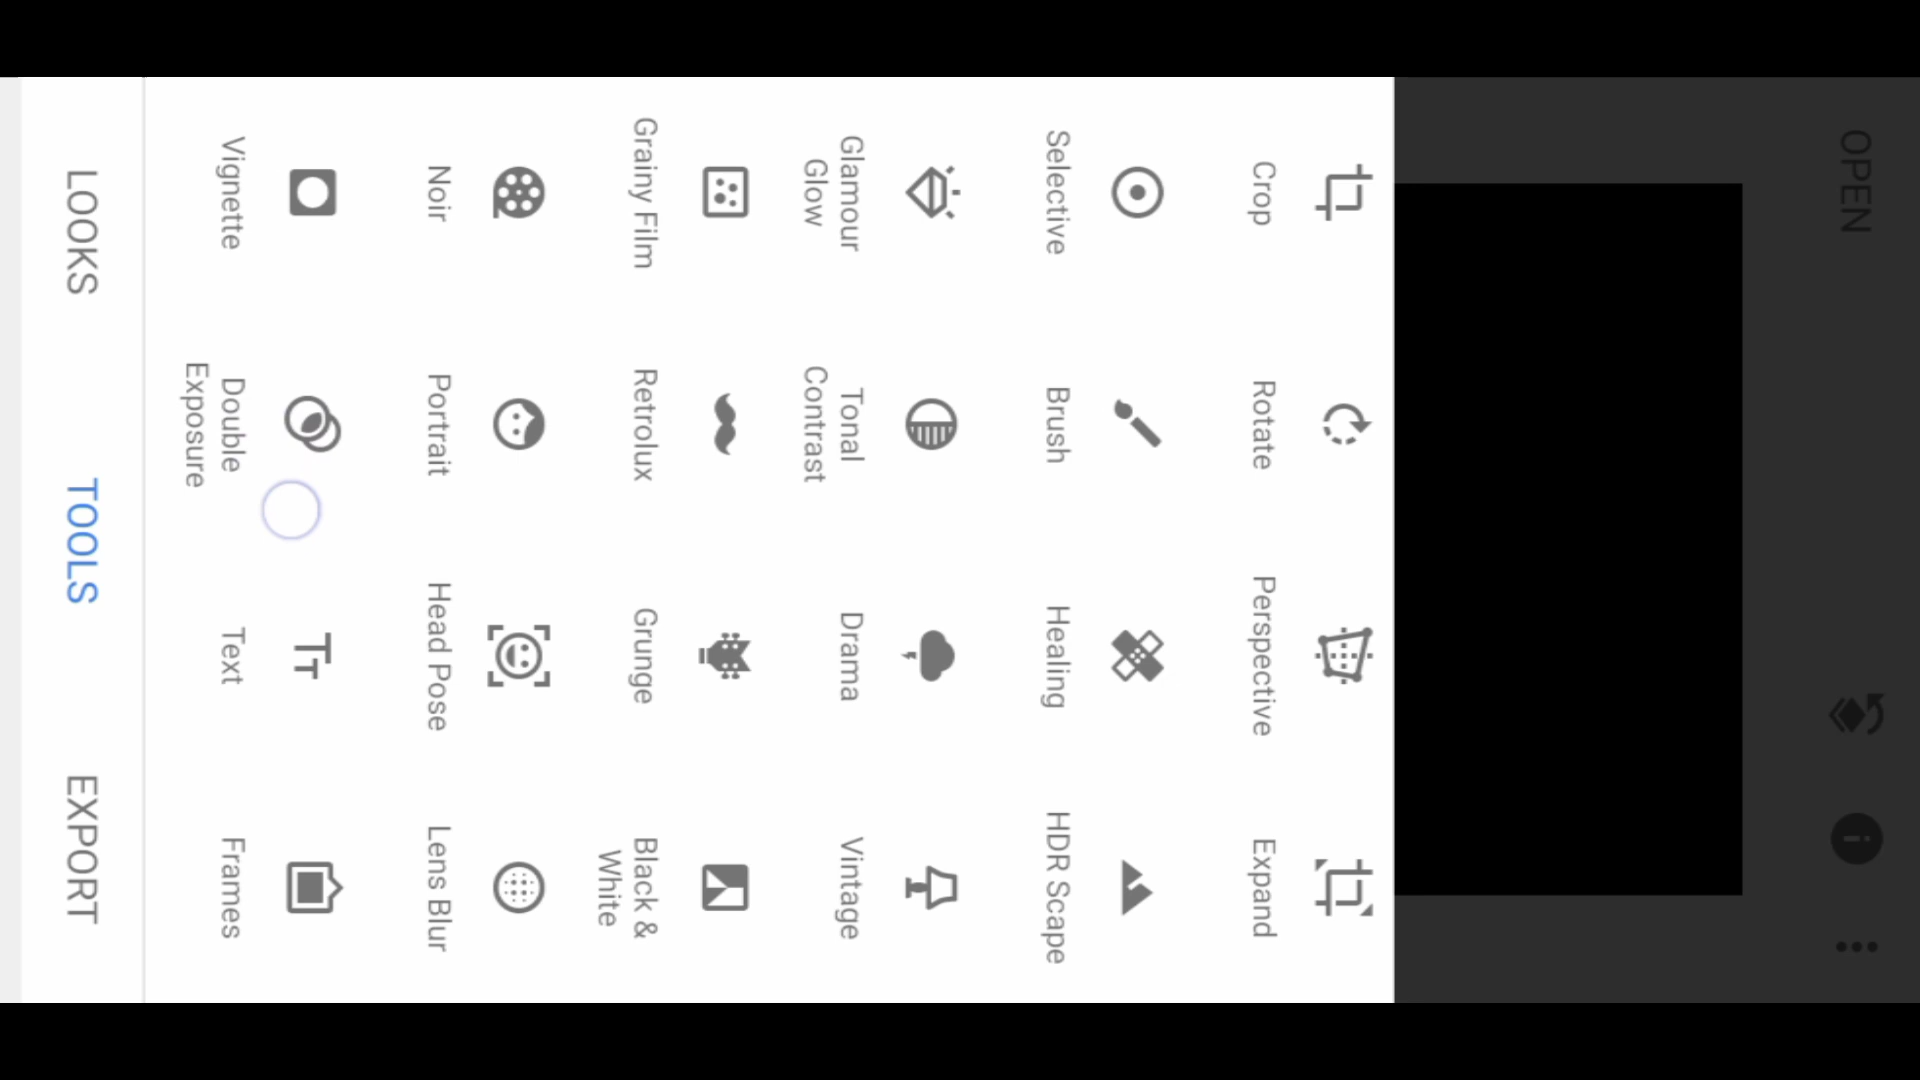 OPEN
Crop
Rotate
Perspective
Expand
Selective
Brush
Healing
HDR Scape
Glamour
Glow
Tonal
Contrast
Drama
Vintage
Grainy Film
Retrolux
Grunge
Black &
White
Noir
Portrait
Head Pose
Lens Blur
Vignette
Double
Exposure
Text
Frames
LOOKS
TOOLS
EXPORT